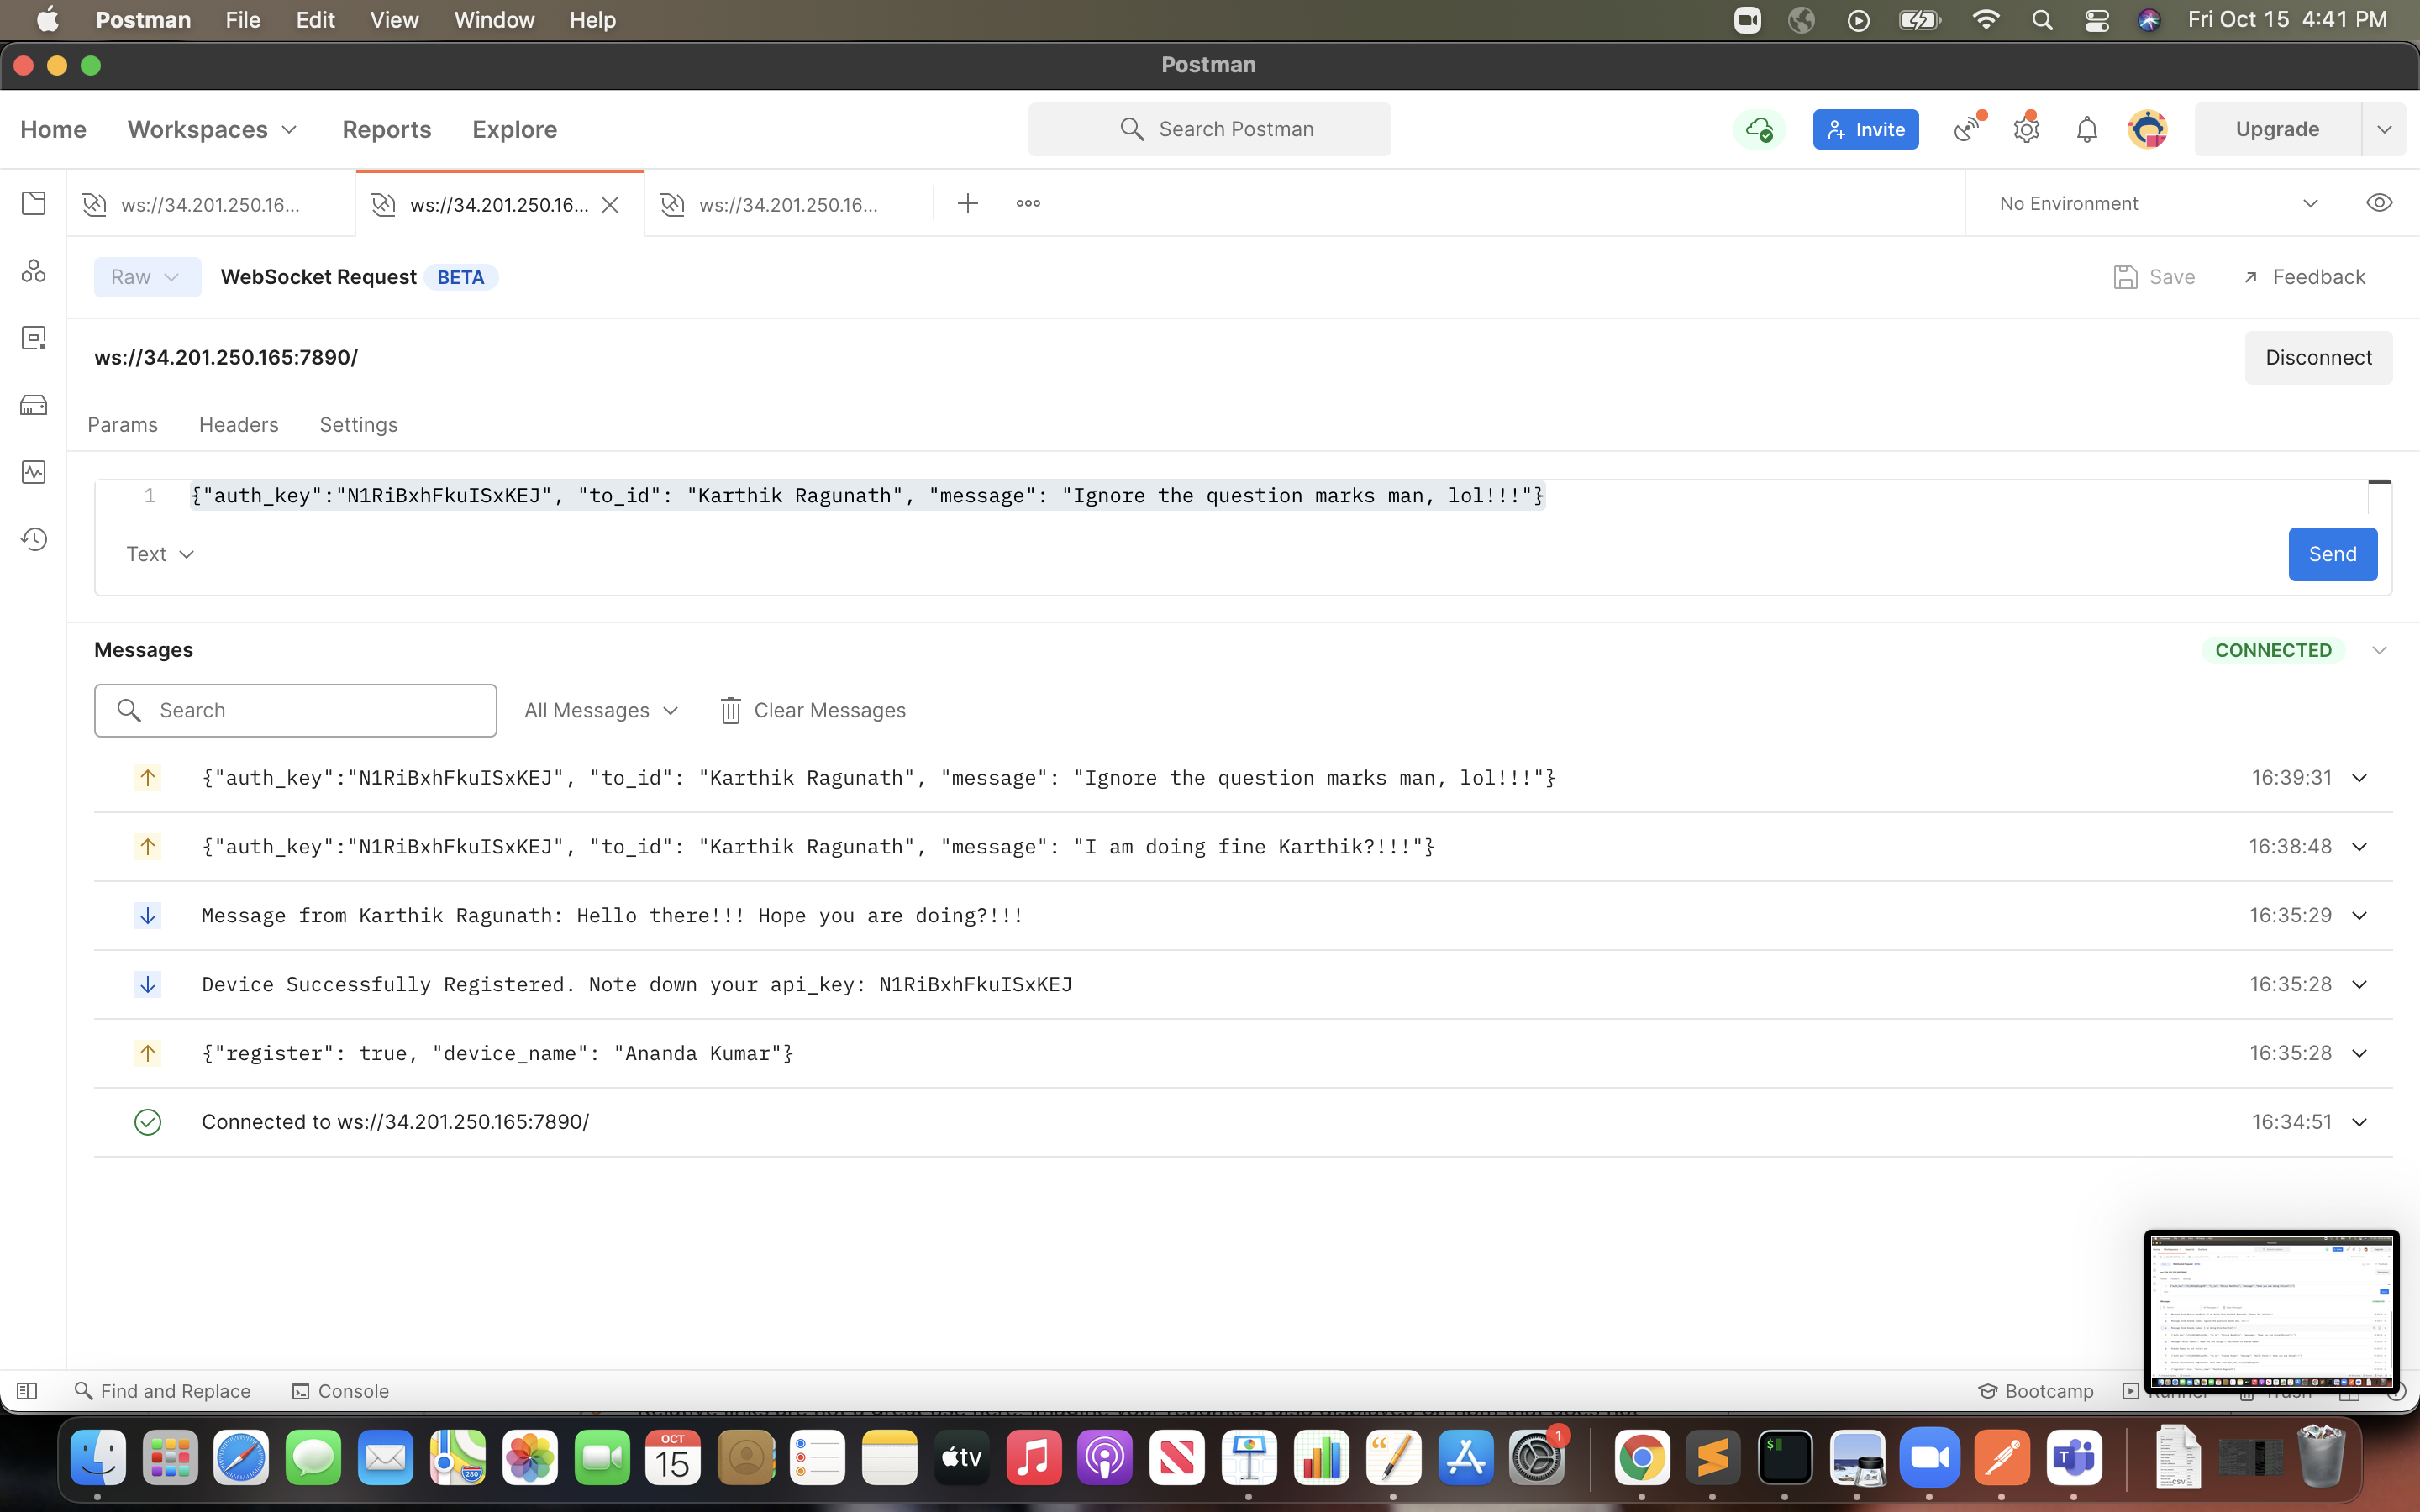 Postman File Edit View Window Help Fri Oct 15 4:41 PM
Postman
Home Workspaces Reports Explore Search Postman Invite Upgrade
ws://34.201.250.16... ws://34.201.250.16... ws://34.201.250.16... No Environment
Raw WebSocket Request BETA Save Feedback
ws://34.201.250.165:7890/ Disconnect
Params Headers Settings
1 {"auth_key":"N1RiBxhFkuISxKEJ", "to_id": "Karthik Ragunath", "message": "Ignore the question marks man, lol!!!"}
Text Send
Messages CONNECTED
Search All Messages Clear Messages
{"auth_key":"N1RiBxhFkuISxKEJ", "to_id": "Karthik Ragunath", "message": "Ignore the question marks man, lol!!!"} 16:39:31
{"auth_key":"N1RiBxhFkuISxKEJ", "to_id": "Karthik Ragunath", "message": "I am doing fine Karthik?!!!"} 16:38:48
Message from Karthik Ragunath: Hello there!!! Hope you are doing?!!! 16:35:29
Device Successfully Registered. Note down your api_key: N1RiBxhFkuISxKEJ 16:35:28
{"register": true, "device_name": "Ananda Kumar"} 16:35:28
Connected to ws://34.201.250.165:7890/ 16:34:51
Find and Replace Console Bootcamp
OCT
15 280 tv 1 $ T CSV